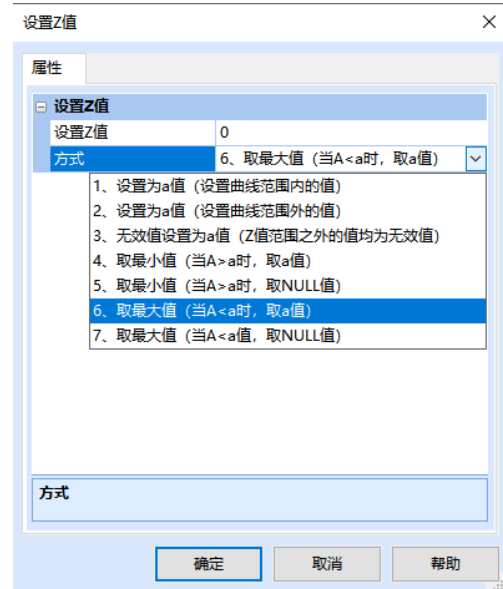 设置Z值
属性
设置Z值
设置Z值 0
方式 6、取最大值（当A<a时，取a值）
1、设置为a值（设置曲线范围内的值）
2、设置为a值（设置曲线范围外的值）
3、无效值设置为a值（Z值范围之外的值均为无效值）
4、取最小值（当A>a时，取a值）
5、取最小值（当A>a时，取NULL值）
6、取最大值（当A<a时，取a值）
7、取最大值（当A<a值，取NULL值）
方式
确定 取消 帮助